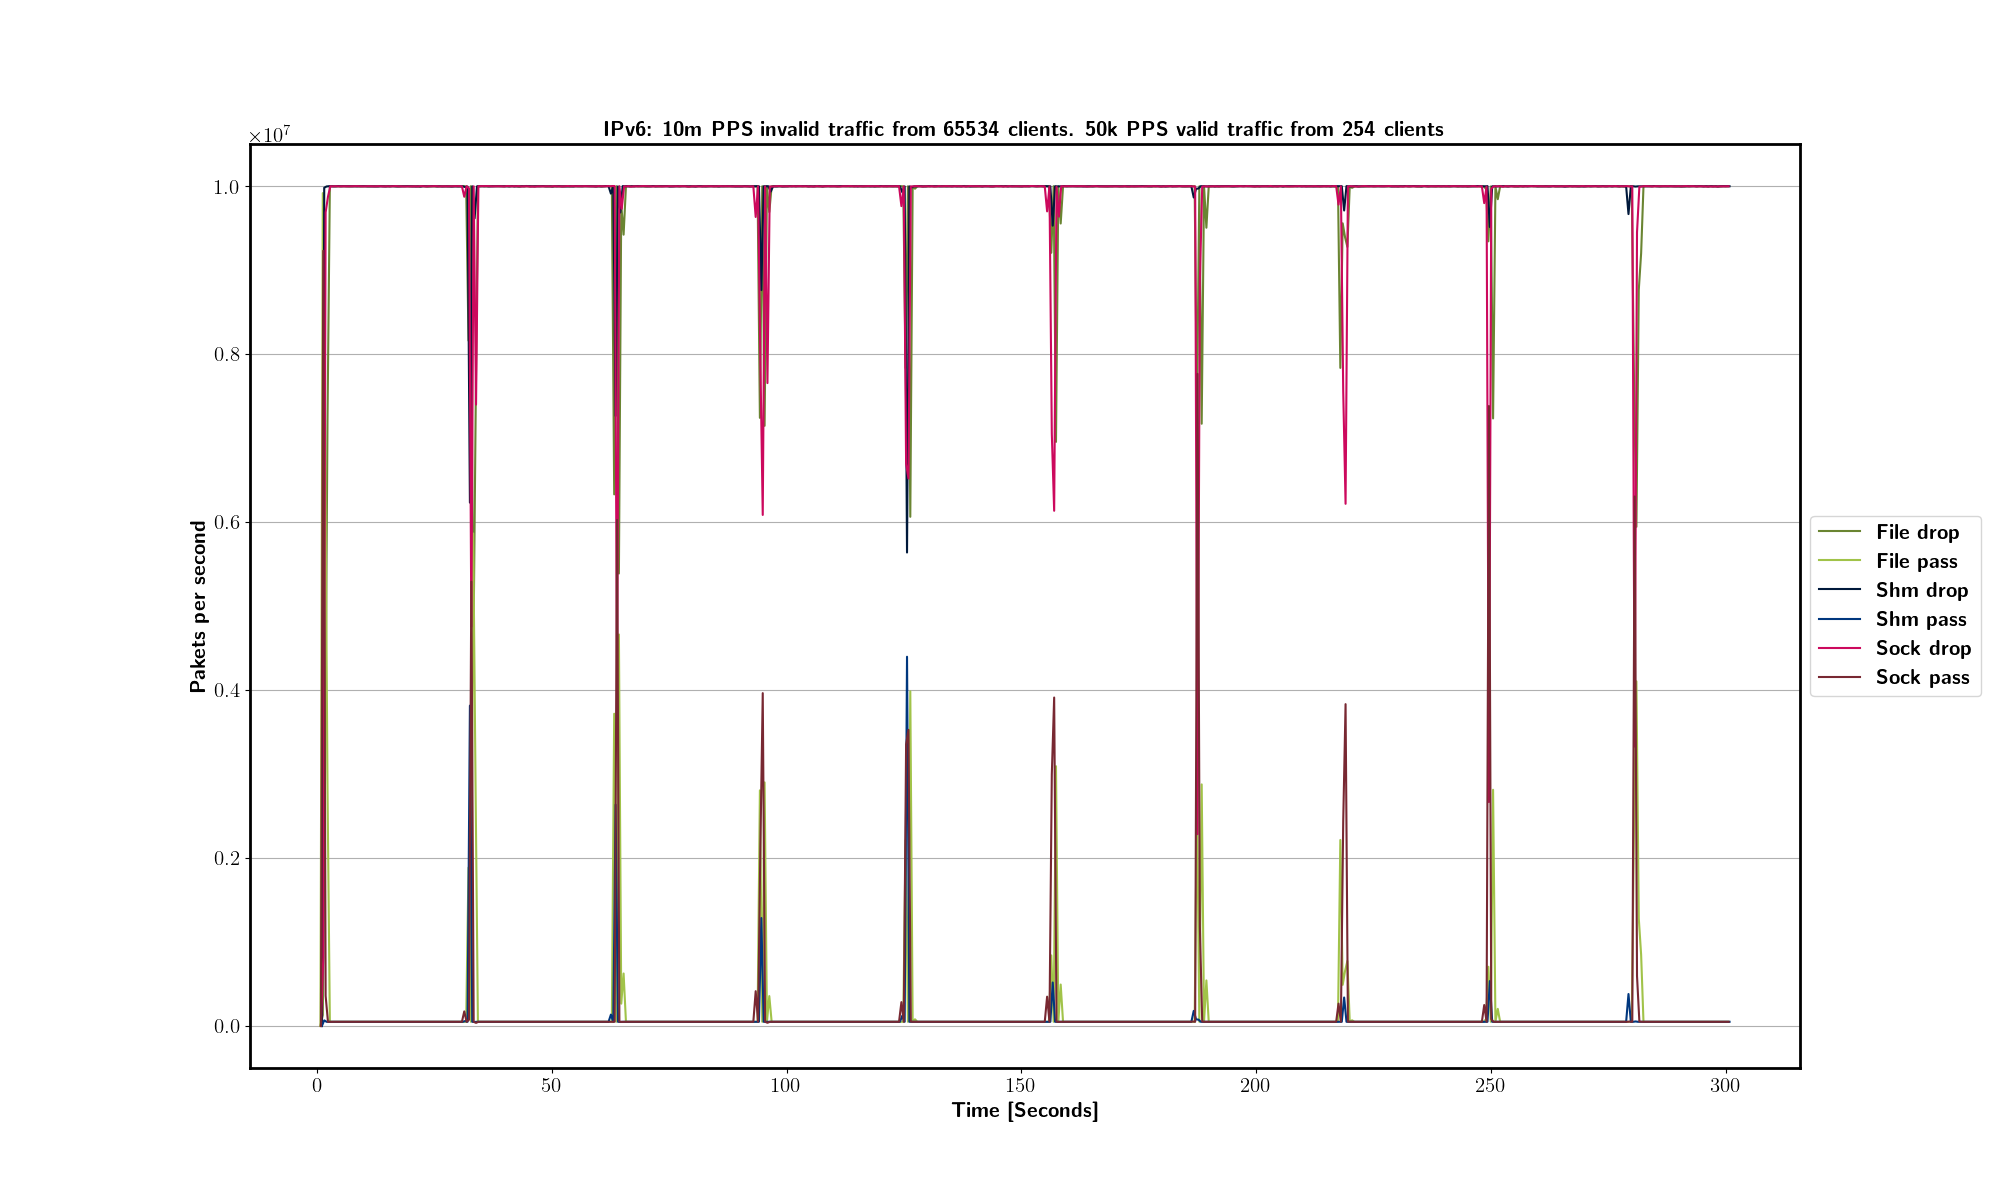 IPv6: 10m PPS invalid traffic from 65534 clients. 50k PPS valid traffic from 254 clients
×10⁷
1.0
0.8
0.6
0.4
0.2
0.0
Pakets per second
0 50 100 150 200 250 300
Time [Seconds]
File drop
File pass
Shm drop
Shm pass
Sock drop
Sock pass